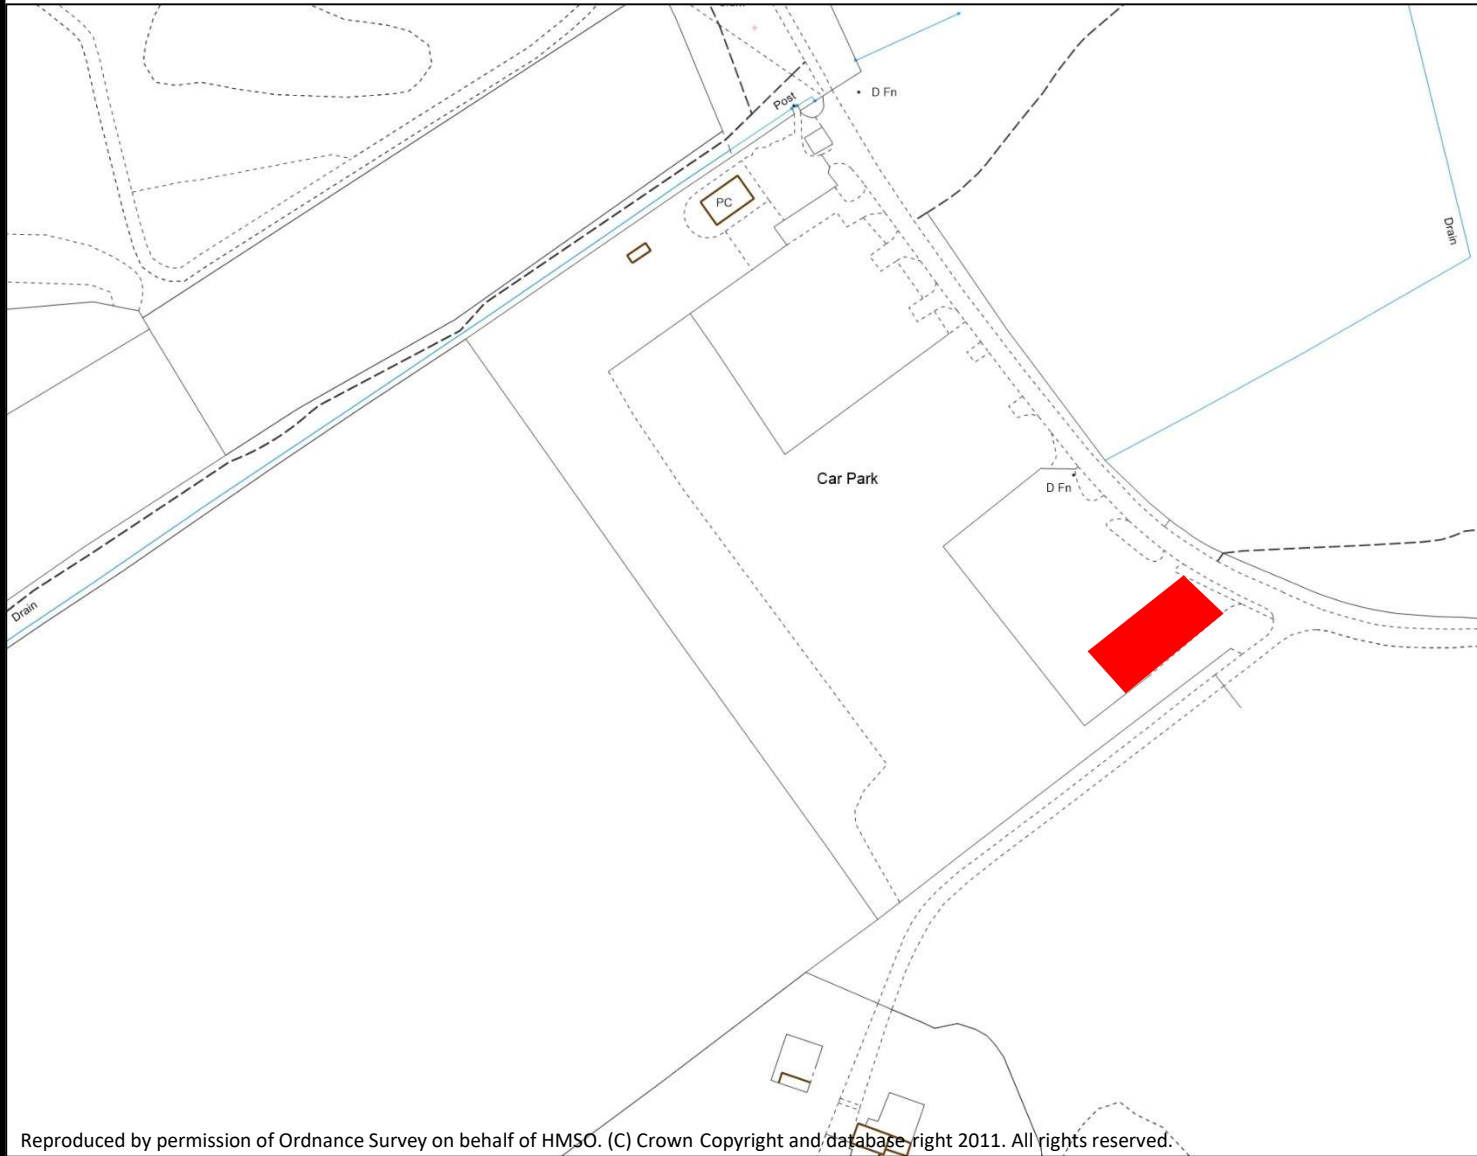 Post
D Fn
PC
Drain
Car Park
D Fn
Drain
Reproduced by permission of Ordnance Survey on behalf of HMSO. (C) Crown Copyright and database right 2011. All rights reserved.